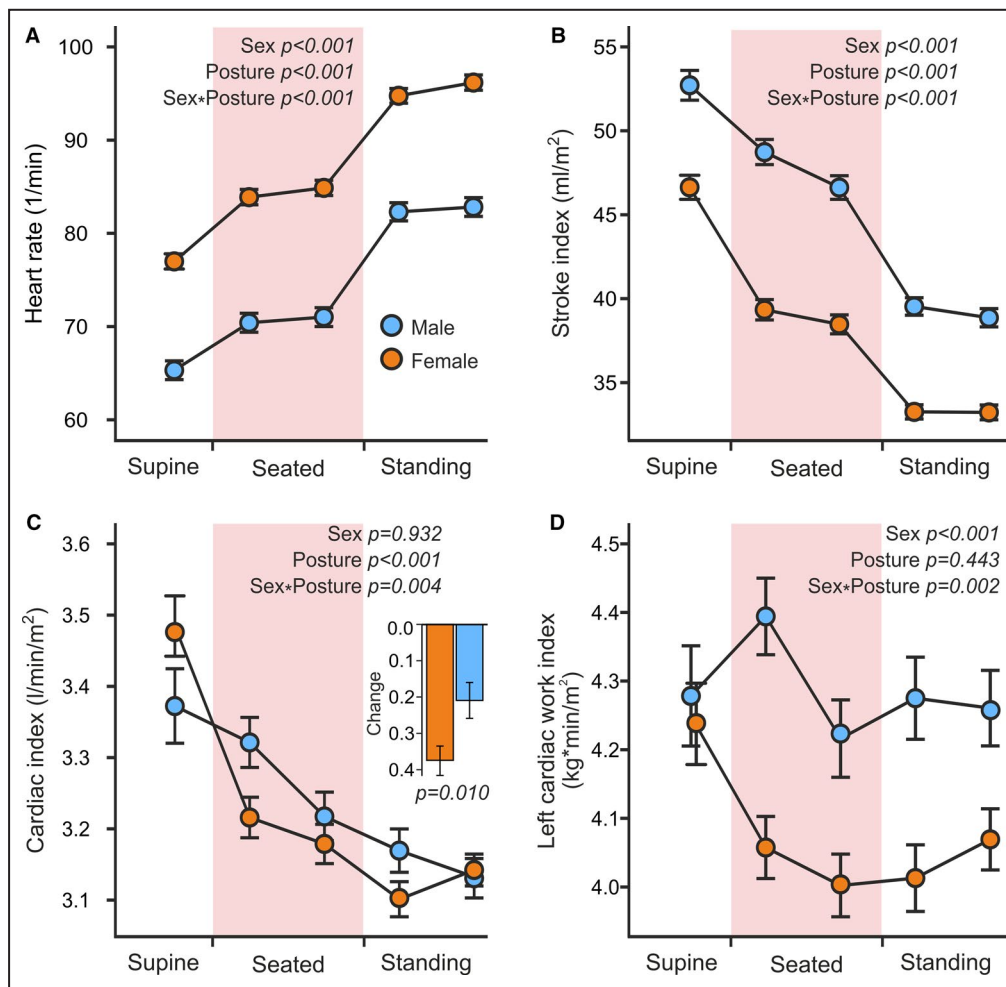 A
100
90
80
70
60
Heart rate (1/min)
Sex p<0.001
Posture p<0.001
Sex*Posture p<0.001
Male
Female
Supine Seated Standing
B
55
50
45
40
35
Stroke index (ml/m²)
Sex p<0.001
Posture p<0.001
Sex*Posture p<0.001
Supine Seated Standing
C
3.6
3.5
3.4
3.3
3.2
3.1
Cardiac index (l/min/m²)
Sex p=0.932
Posture p<0.001
Sex*Posture p=0.004
0.0
0.1
0.2
0.3
0.4
Change
p=0.010
Supine Seated Standing
D
4.5
4.4
4.3
4.2
4.1
4.0
Left cardiac work index
(kg*min/m²)
Sex p<0.001
Posture p=0.443
Sex*Posture p=0.002
Supine Seated Standing